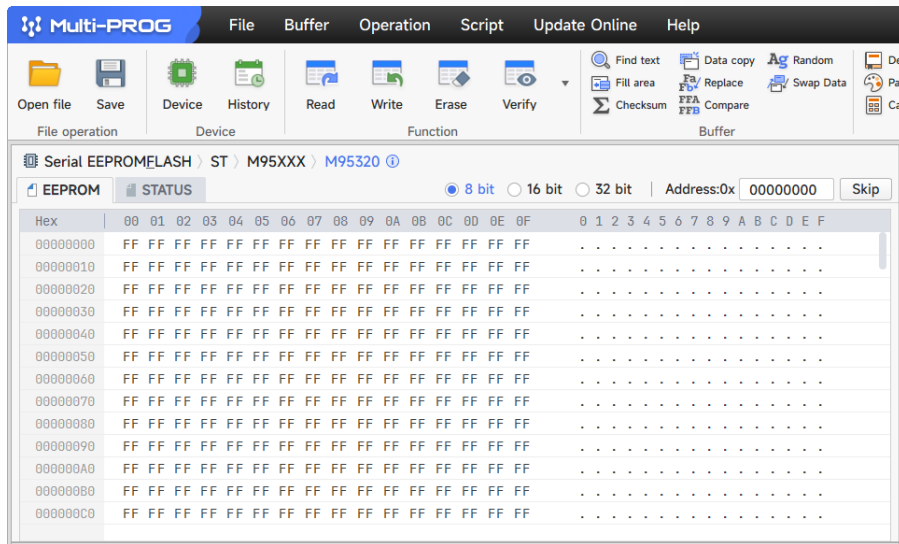 Multi-PROG File Buffer Operation Script Update Online Help
Find text Data copy Random
Fill area Replace Swap Data
Open file Save Device History Read Write Erase Verify Checksum Compare
File operation Device Function Buffer
Serial EEPROMFLASH 〉 ST 〉 M95XXX 〉 M95320
EEPROM STATUS 8 bit 16 bit 32 bit Address:0x 00000000 Skip
Hex 00 01 02 03 04 05 06 07 08 09 0A 0B 0C 0D 0E 0F 0 1 2 3 4 5 6 7 8 9 A B C D E F
00000000 FF FF FF FF FF FF FF FF FF FF FF FF FF FF FF FF . . . . . . . . . . . . . . . .
00000010 FF FF FF FF FF FF FF FF FF FF FF FF FF FF FF FF . . . . . . . . . . . . . . . .
00000020 FF FF FF FF FF FF FF FF FF FF FF FF FF FF FF FF . . . . . . . . . . . . . . . .
00000030 FF FF FF FF FF FF FF FF FF FF FF FF FF FF FF FF . . . . . . . . . . . . . . . .
00000040 FF FF FF FF FF FF FF FF FF FF FF FF FF FF FF FF . . . . . . . . . . . . . . . .
00000050 FF FF FF FF FF FF FF FF FF FF FF FF FF FF FF FF . . . . . . . . . . . . . . . .
00000060 FF FF FF FF FF FF FF FF FF FF FF FF FF FF FF FF . . . . . . . . . . . . . . . .
00000070 FF FF FF FF FF FF FF FF FF FF FF FF FF FF FF FF . . . . . . . . . . . . . . . .
00000080 FF FF FF FF FF FF FF FF FF FF FF FF FF FF FF FF . . . . . . . . . . . . . . . .
00000090 FF FF FF FF FF FF FF FF FF FF FF FF FF FF FF FF . . . . . . . . . . . . . . . .
000000A0 FF FF FF FF FF FF FF FF FF FF FF FF FF FF FF FF . . . . . . . . . . . . . . . .
000000B0 FF FF FF FF FF FF FF FF FF FF FF FF FF FF FF FF . . . . . . . . . . . . . . . .
000000C0 FF FF FF FF FF FF FF FF FF FF FF FF FF FF FF FF . . . . . . . . . . . . . . . .